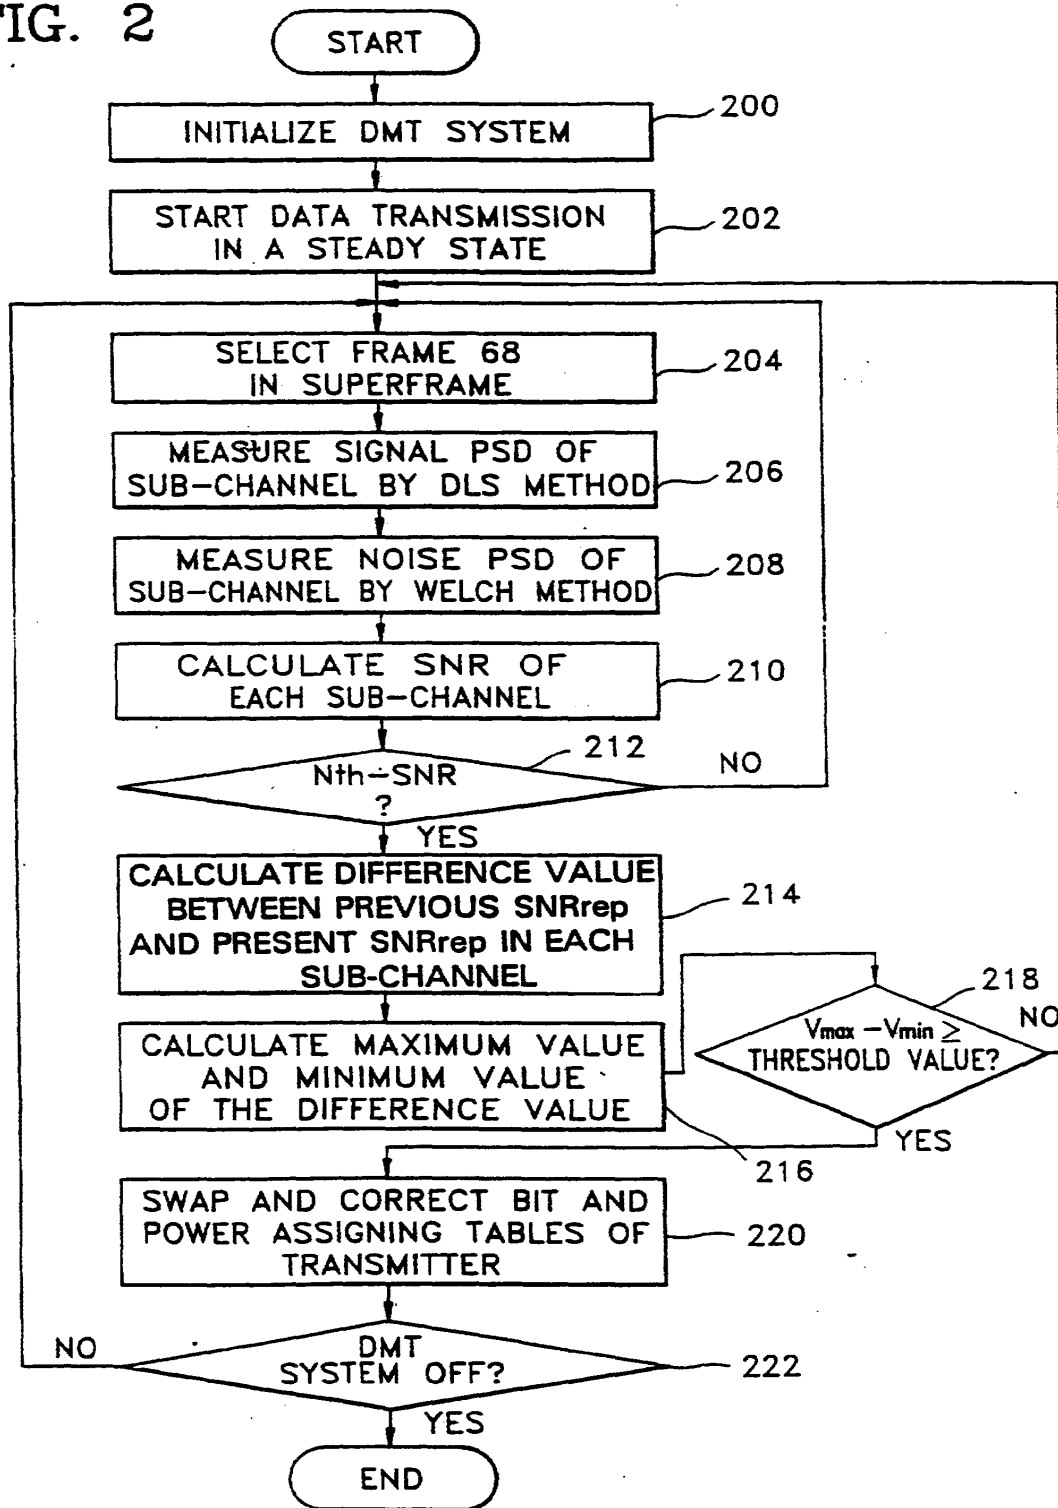 FIG. 2
START
INITIALIZE DMT SYSTEM
200
START DATA TRANSMISSION
IN A STEADY STATE
202
SELECT FRAME 68
IN SUPERFRAME
204
MEASURE SIGNAL PSD OF
SUB-CHANNEL BY DLS METHOD
206
MEASURE NOISE PSD OF
SUB-CHANNEL BY WELCH METHOD
208
CALCULATE SNR OF
EACH SUB-CHANNEL
210
Nth-SNR
?
212
NO
YES
CALCULATE DIFFERENCE VALUE
BETWEEN PREVIOUS SNRrep
AND PRESENT SNRrep IN EACH
SUB-CHANNEL
214
CALCULATE MAXIMUM VALUE
AND MINIMUM VALUE
OF THE DIFFERENCE VALUE
216
Vmax -Vmin ≥
THRESHOLD VALUE?
218
NO
YES
SWAP AND CORRECT BIT AND
POWER ASSIGNING TABLES OF
TRANSMITTER
220
DMT
SYSTEM OFF?
222
NO
YES
END